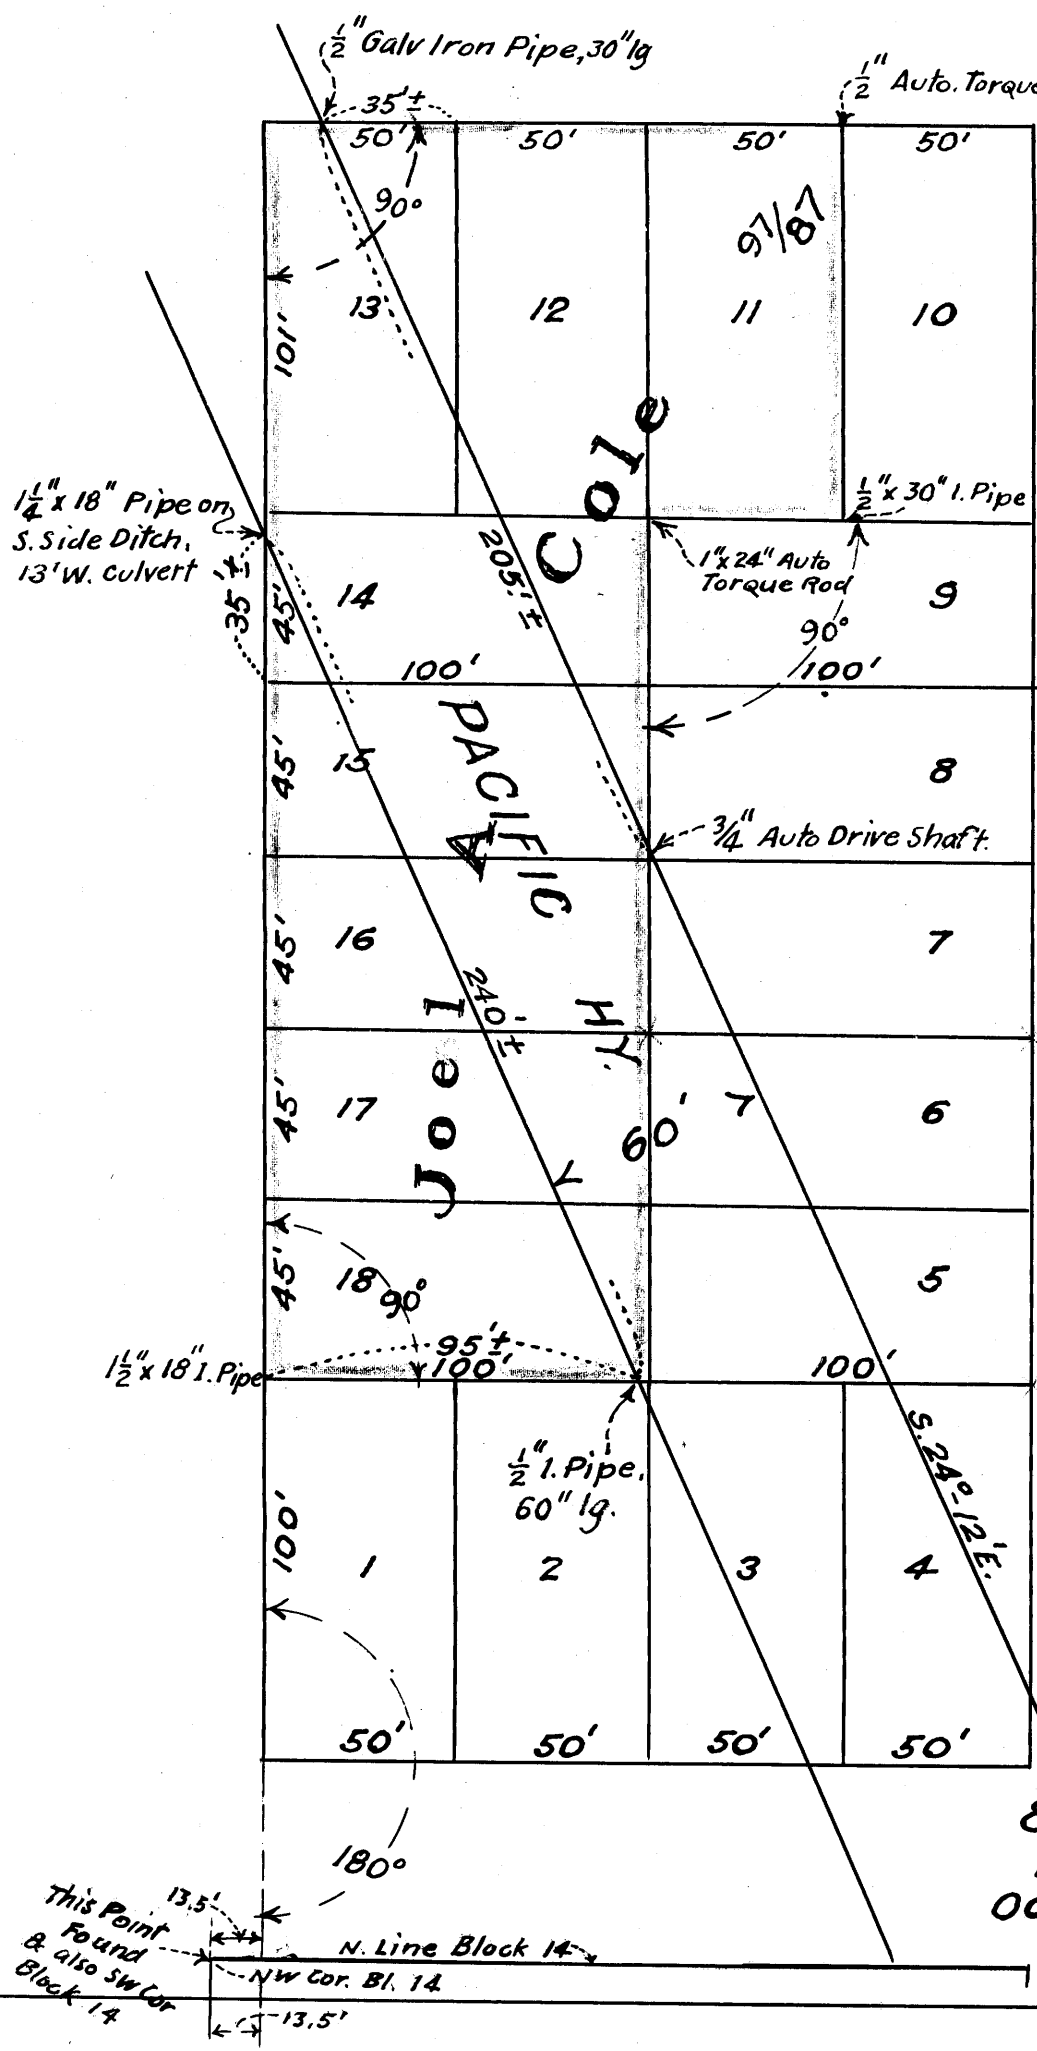 1/2" Galv Iron Pipe, 30" lg
1/2" Auto. Torque
35'±
50' 50' 50' 50'
90°
97/87
101'
13 12 11 10
Joel A Cole
1 1/4" x 18" Pipe on
S. Side Ditch,
13' W. Culvert
1/2" x 30" I. Pipe
1" x 24" Auto
Torque Rod
35'±
45'
14
205.'±
9
90°
100' 100'
PACIFIC HY.
45'
15
8
3/4" Auto Drive Shaft.
45'
16
7
240'±
45'
17
60'
6
45'
18
90°
5
95'±
1 1/2" x 18" I. Pipe
100' 100'
1/2" I. Pipe,
60" lg.
S. 24°-12' E.
100'
1 2 3 4
50' 50' 50' 50'
180°
This Point
Found
& also SW Cor
Block 14
13.5'
N. Line Block 14
NW Cor. Bl. 14
13.5'